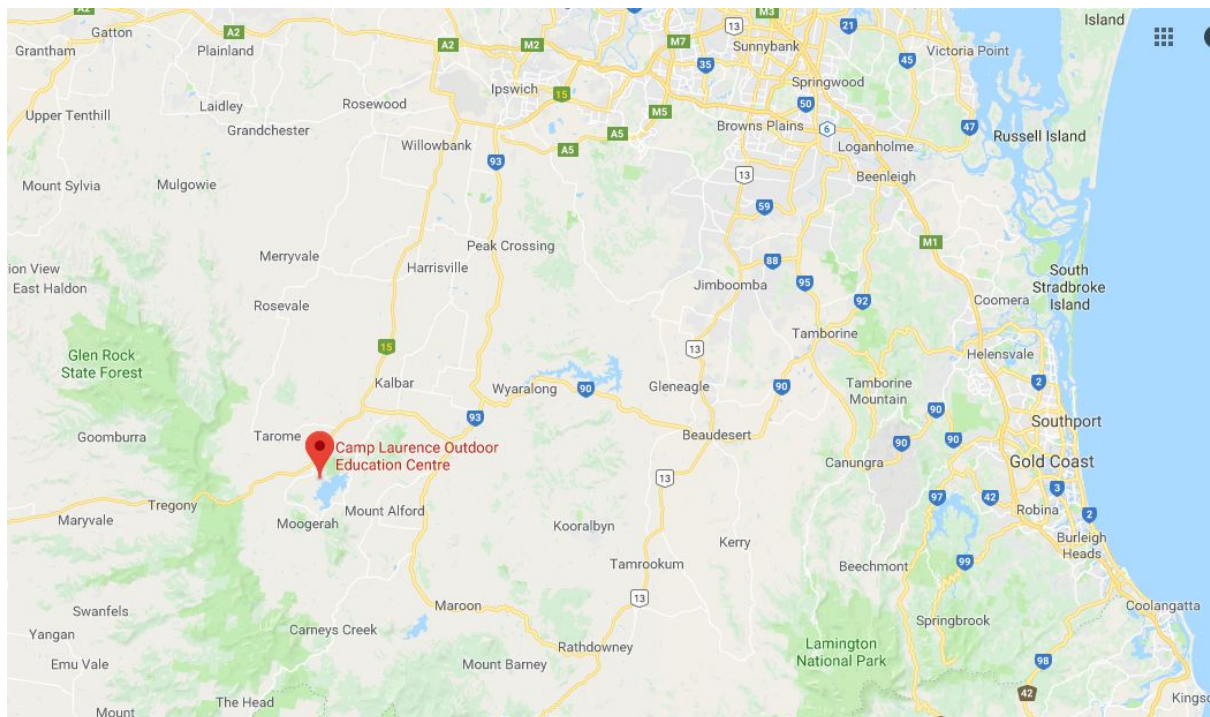 A2
Gatton
Grantham
Plainland
A2
A2
M2
13
M3
21
Island
Sunnybank
M7
35
45
Victoria Point
Springwood
Ipswich
15
Laidley
Rosewood
50
Upper Tenthill
Grandchester
M5
Browns Plains
6
47
Russell Island
A5
A5
Willowbank
Loganholme
93
13
Beenleigh
Mount Sylvia
Mulgowie
59
Peak Crossing
M1
Merryvale
Harrisville
88
ion View
East Haldon
Jimboomba
95
92
South
Stradbroke
Island
Coomera
Rosevale
Tamborine
15
13
Glen Rock
State Forest
Helensvale
Kalbar
Wyaralong
90
Gleneagle
90
Tamborine
Mountain
2
93
90
Southport
Goomburra
Tarome
Beaudesert
90
90
Camp Laurence Outdoor
Education Centre
Canungra
Gold Coast
13
97
42
3
Tregony
Maryvale
Moogerah
Mount Alford
Kooralbyn
Robina
2
Kerry
Burleigh
Heads
Tamrookum
Beechmont
99
13
Swanfels
Maroon
Coolangatta
Yangan
Carneys Creek
Springbrook
Rathdowney
Lamington
National Park
Emu Vale
Mount Barney
98
42
The Head
Kings
Mount